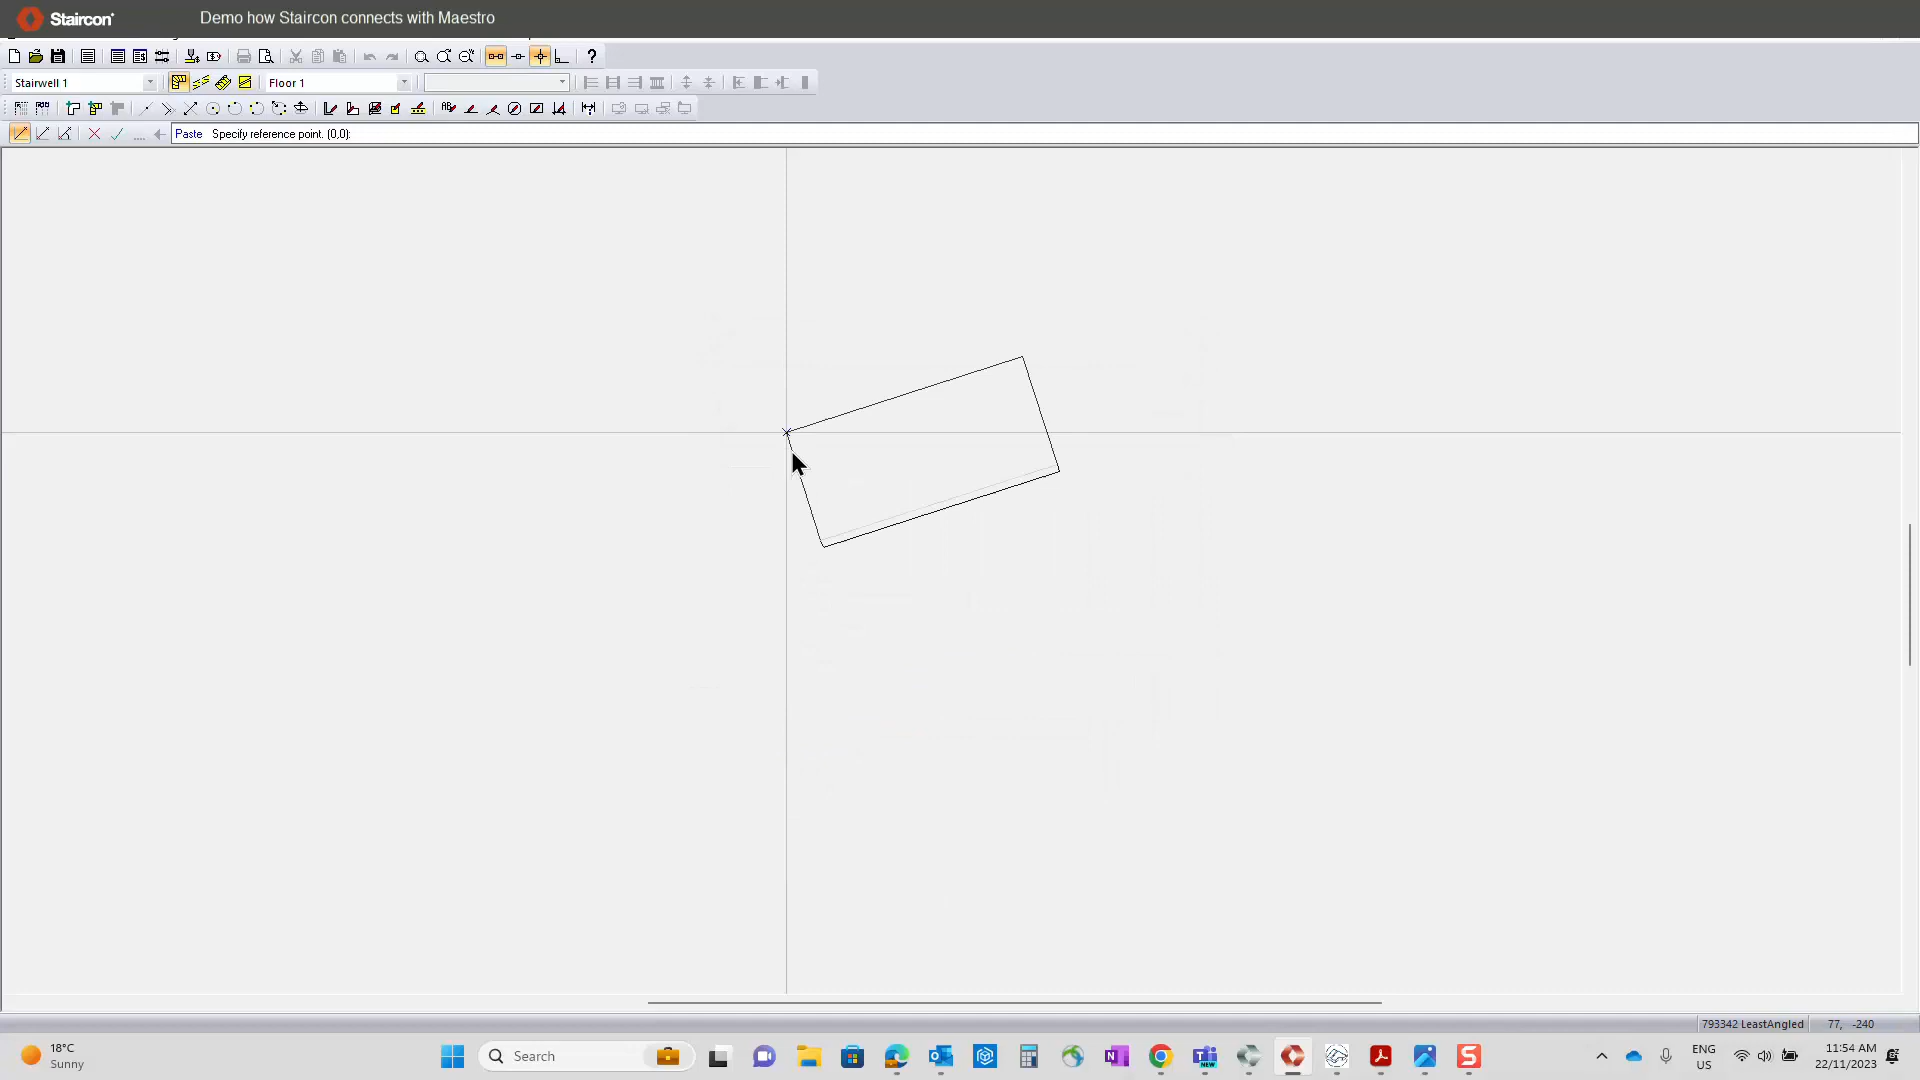 Staircon
Demo how Staircon connects with Maestro
Stairwell 1
Floor 1
Paste Specify reference point. (0,0):
793342 LeastAngled
77, -240
18°C
Sunny
Search
NEW
ENG
US
11:54 AM
22/11/2023